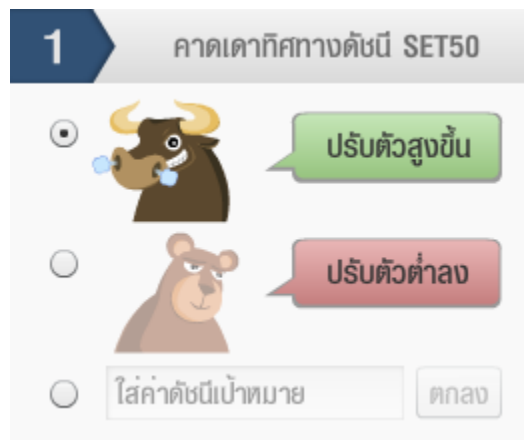 1
คาดเดาทิศทางดัชนี SET50
ปรับตัวสูงขึ้น
ปรับตัวต่ำลง
ใส่ค่าดัชนีเป้าหมาย
ตกลง